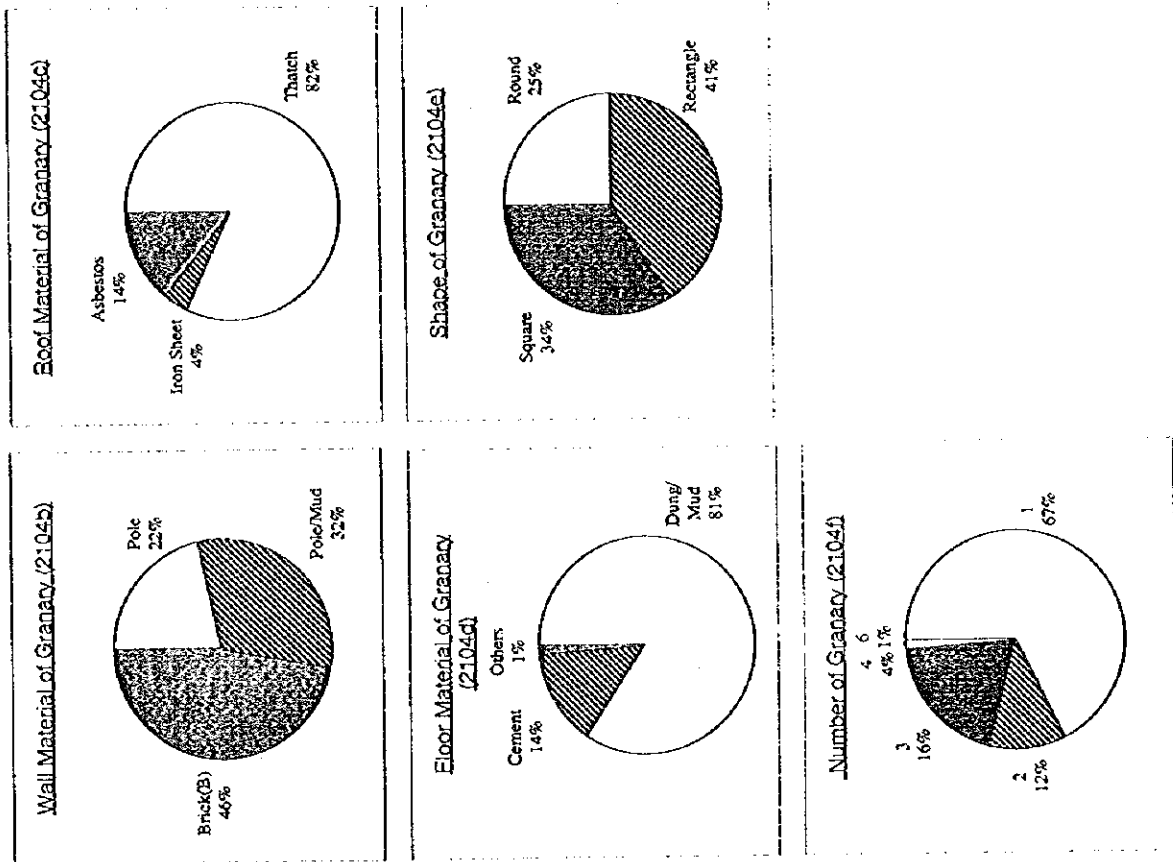 Wall Material of Granary (2104b)
Pole
22%
Pole/Mud
32%
Brick(B)
46%
Roof Material of Granary (2104c)
Asbestos
14%
Iron Sheet
4%
Thatch
82%
Floor Material of Granary
(2104d)
Others
1%
Cement
14%
Dung/
Mud
81%
Shape of Granary (2104e)
Round
25%
Square
34%
Rectangle
41%
Number of Granary (2104f)
4
4%
6
1%
3
16%
2
12%
1
67%